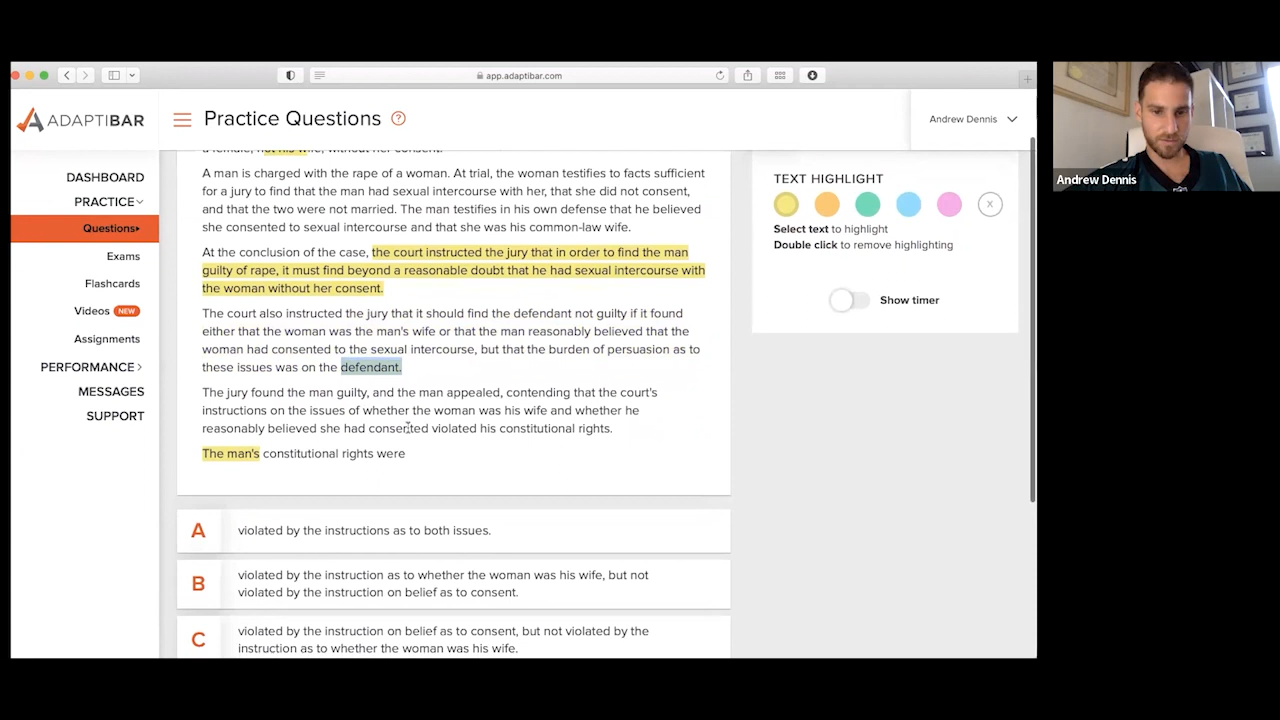 app.adaptibar.com
ADAPTIBAR
Practice Questions
?
Andrew Dennis
DASHBOARD
PRACTICE
Questions
Exams
Flashcards
Videos NEW
Assignments
PERFORMANCE
MESSAGES
SUPPORT
a female, not his wife, without her consent.
A man is charged with the rape of a woman. At trial, the woman testifies to facts sufficient
for a jury to find that the man had sexual intercourse with her, that she did not consent,
and that the two were not married. The man testifies in his own defense that he believed
she consented to sexual intercourse and that she was his common-law wife.
At the conclusion of the case, the court instructed the jury that in order to find the man
guilty of rape, it must find beyond a reasonable doubt that he had sexual intercourse with
the woman without her consent.
The court also instructed the jury that it should find the defendant not guilty if it found
either that the woman was the man's wife or that the man reasonably believed that the
woman had consented to the sexual intercourse, but that the burden of persuasion as to
these issues was on the defendant.
The jury found the man guilty, and the man appealed, contending that the court's
instructions on the issues of whether the woman was his wife and whether he
reasonably believed she had consented violated his constitutional rights.
The man's constitutional rights were
A
violated by the instructions as to both issues.
B
violated by the instruction as to whether the woman was his wife, but not
violated by the instruction on belief as to consent.
C
violated by the instruction on belief as to consent, but not violated by the
instruction as to whether the woman was his wife.
TEXT HIGHLIGHT
X
Select text to highlight
Double click to remove highlighting
Show timer
Andrew Dennis